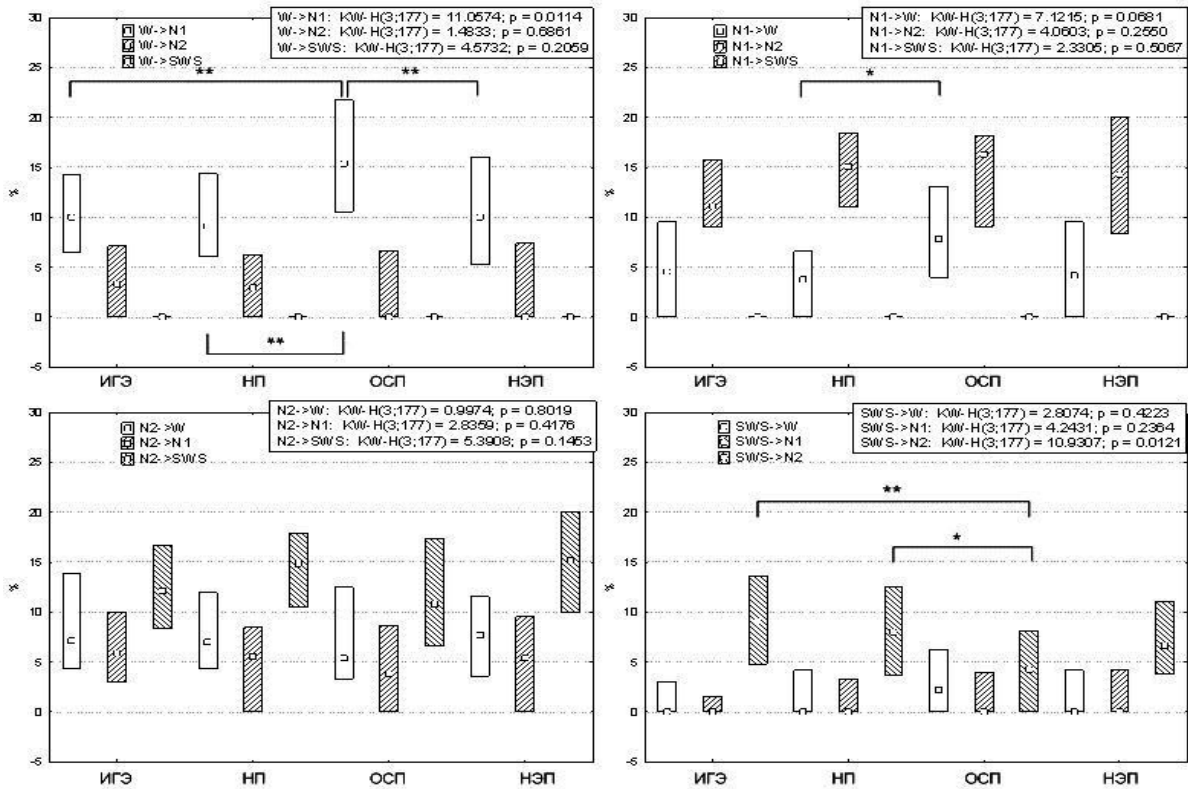 W->N1
W->N2
W->SWS
W->N1: KW-H(3;177) = 11.0574; p = 0.0114
W->N2: KW-H(3;177) = 1.4833; p = 0.6861
W->SWS: KW-H(3;177) = 4.5732; p = 0.2059
30
25
20
15
10
5
0
-5
%
**
**
**
ИГЭ НП ОСП НЭП
N1->W
N1->N2
N1->SWS
N1->W: KW-H(3;177) = 7.1215; p = 0.0681
N1->N2: KW-H(3;177) = 4.0603; p = 0.2550
N1->SWS: KW-H(3;177) = 2.3305; p = 0.5067
30
25
20
15
10
5
0
-5
%
*
ИГЭ НП ОСП НЭП
N2->W
N2->N1
N2->SWS
N2->W: KW-H(3;177) = 0.9974; p = 0.8019
N2->N1: KW-H(3;177) = 2.8359; p = 0.4176
N2->SWS: KW-H(3;177) = 5.3908; p = 0.1453
30
25
20
15
10
5
0
-5
%
ИГЭ НП ОСП НЭП
SWS->W
SWS->N1
SWS->N2
SWS->W: KW-H(3;177) = 2.8074; p = 0.4223
SWS->N1: KW-H(3;177) = 4.2431; p = 0.2364
SWS->N2: KW-H(3;177) = 10.9307; p = 0.0121
30
25
20
15
10
5
0
-5
%
**
*
ИГЭ НП ОСП НЭП